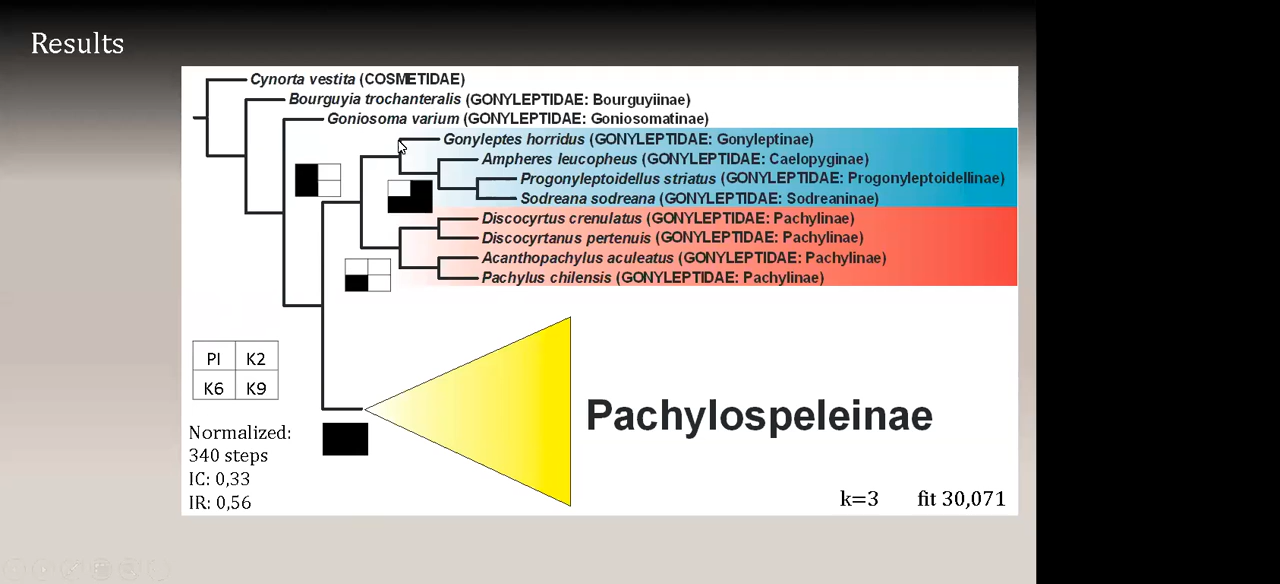 Results
Cynorta vestita (COSMETIDAE)
Bourguyia trochanteralis (GONYLEPTIDAE: Bourguyiinae)
Goniosoma varium (GONYLEPTIDAE: Goniosomatinae)
Gonyleptes horridus (GONYLEPTIDAE: Gonyleptinae)
Ampheres leucopheus (GONYLEPTIDAE: Caelopyginae)
Progonyleptoidellus striatus (GONYLEPTIDAE: Progonyleptoidellinae)
Sodreana sodreana (GONYLEPTIDAE: Sodreaninae)
Discocyrtus crenulatus (GONYLEPTIDAE: Pachylinae)
Discocyrtanus pertenuis (GONYLEPTIDAE: Pachylinae)
Acanthopachylus aculeatus (GONYLEPTIDAE: Pachylinae)
Pachylus chilensis (GONYLEPTIDAE: Pachylinae)
PI K2
K6 K9
Pachylospeleinae
Normalized:
340 steps
IC: 0,33
IR: 0,56
k=3 fit 30,071